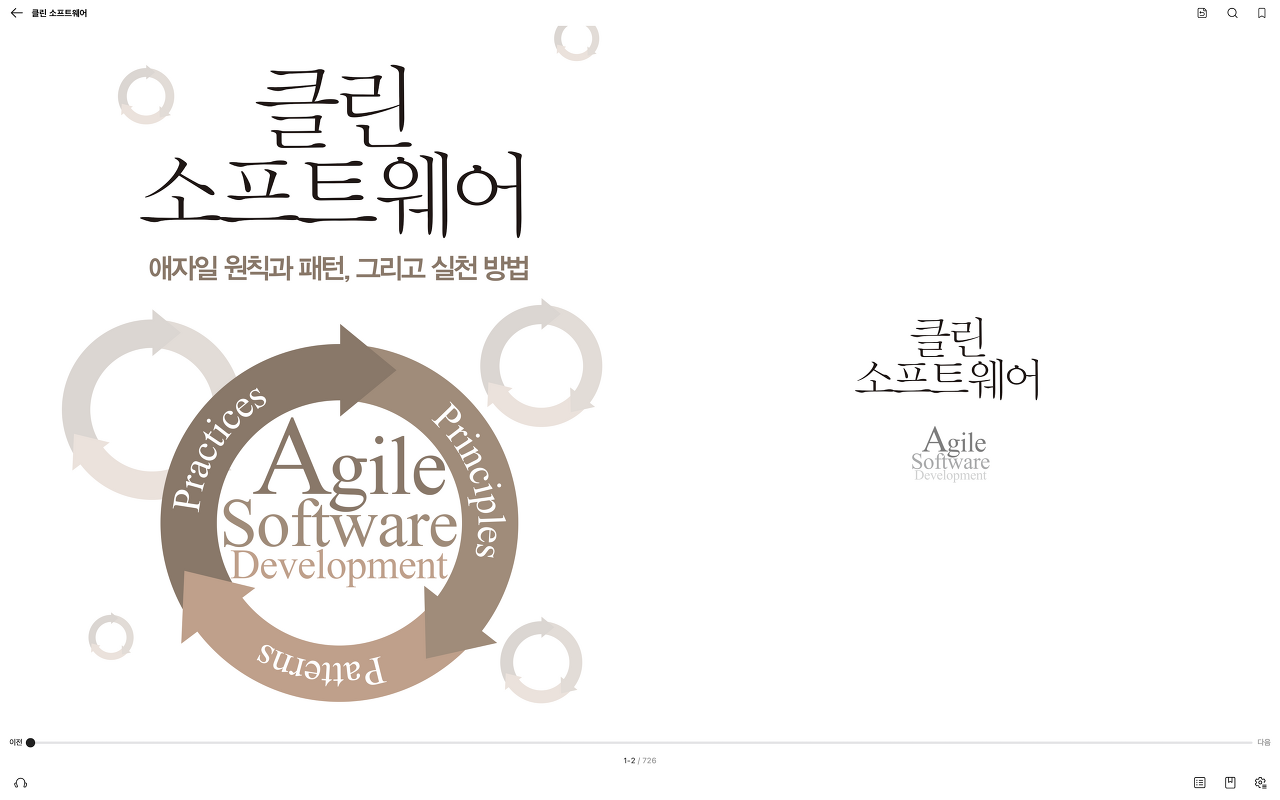 클린 소프트웨어
클린
소프트웨어
애자일 원칙과 패턴, 그리고 실천 방법
Practices
Principles
Patterns
Agile
Software
Development
클린
소프트웨어
Agile
Software
Development
이전
다음
1-2 / 726